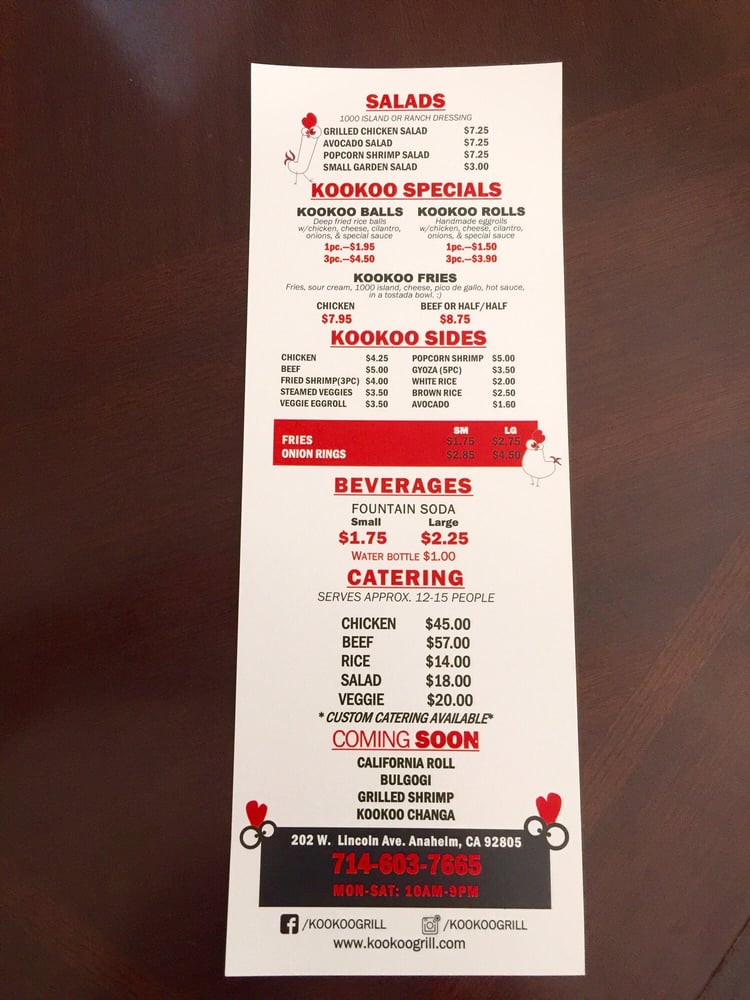 SALADS
1000 ISLAND OR RANCH DRESSING
GRILLED CHICKEN SALAD $7.25
AVOCADO SALAD $7.25
POPCORN SHRIMP SALAD $7.25
SMALL GARDEN SALAD $3.00
KOOKOO SPECIALS
KOOKOO BALLS KOOKOO ROLLS
Deep fried rice balls Handmade eggrolls
w/chicken, cheese, cilantro, w/chicken, cheese, cilantro,
onions, & special sauce onions, & special sauce
1pc.—$1.95 1pc.—$1.50
3pc.—$4.50 3pc.—$3.90
KOOKOO FRIES
Fries, sour cream, 1000 island, cheese, pico de gallo, hot sauce,
in a tostada bowl. :)
CHICKEN BEEF OR HALF/HALF
$7.95 $8.75
KOOKOO SIDES
CHICKEN $4.25 POPCORN SHRIMP $5.00
BEEF $5.00 GYOZA (5PC) $3.50
FRIED SHRIMP(3PC) $4.00 WHITE RICE $2.00
STEAMED VEGGIES $3.50 BROWN RICE $2.50
VEGGIE EGGROLL $3.50 AVOCADO $1.60
SM LG
FRIES $1.75 $2.75
ONION RINGS $2.85 $4.50
BEVERAGES
FOUNTAIN SODA
Small Large
$1.75 $2.25
WATER BOTTLE $1.00
CATERING
SERVES APPROX. 12-15 PEOPLE
CHICKEN $45.00
BEEF $57.00
RICE $14.00
SALAD $18.00
VEGGIE $20.00
* CUSTOM CATERING AVAILABLE*
COMING SOON
CALIFORNIA ROLL
BULGOGI
GRILLED SHRIMP
KOOKOO CHANGA
202 W. Lincoln Ave. Anaheim, CA 92805
714-603-7665
MON-SAT: 10AM-9PM
/KOOKOOGRILL /KOOKOOGRILL
www.kookoogrill.com